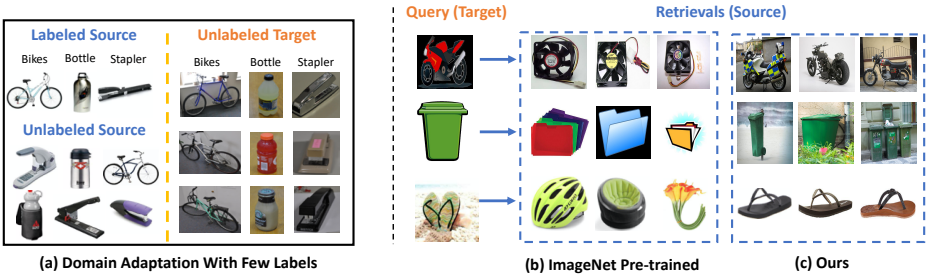 Labeled Source
Bikes Bottle Stapler
Unlabeled Source
Unlabeled Target
Bikes Bottle Stapler
(a) Domain Adaptation With Few Labels
Query (Target)
Retrievals (Source)
(b) ImageNet Pre-trained
(c) Ours